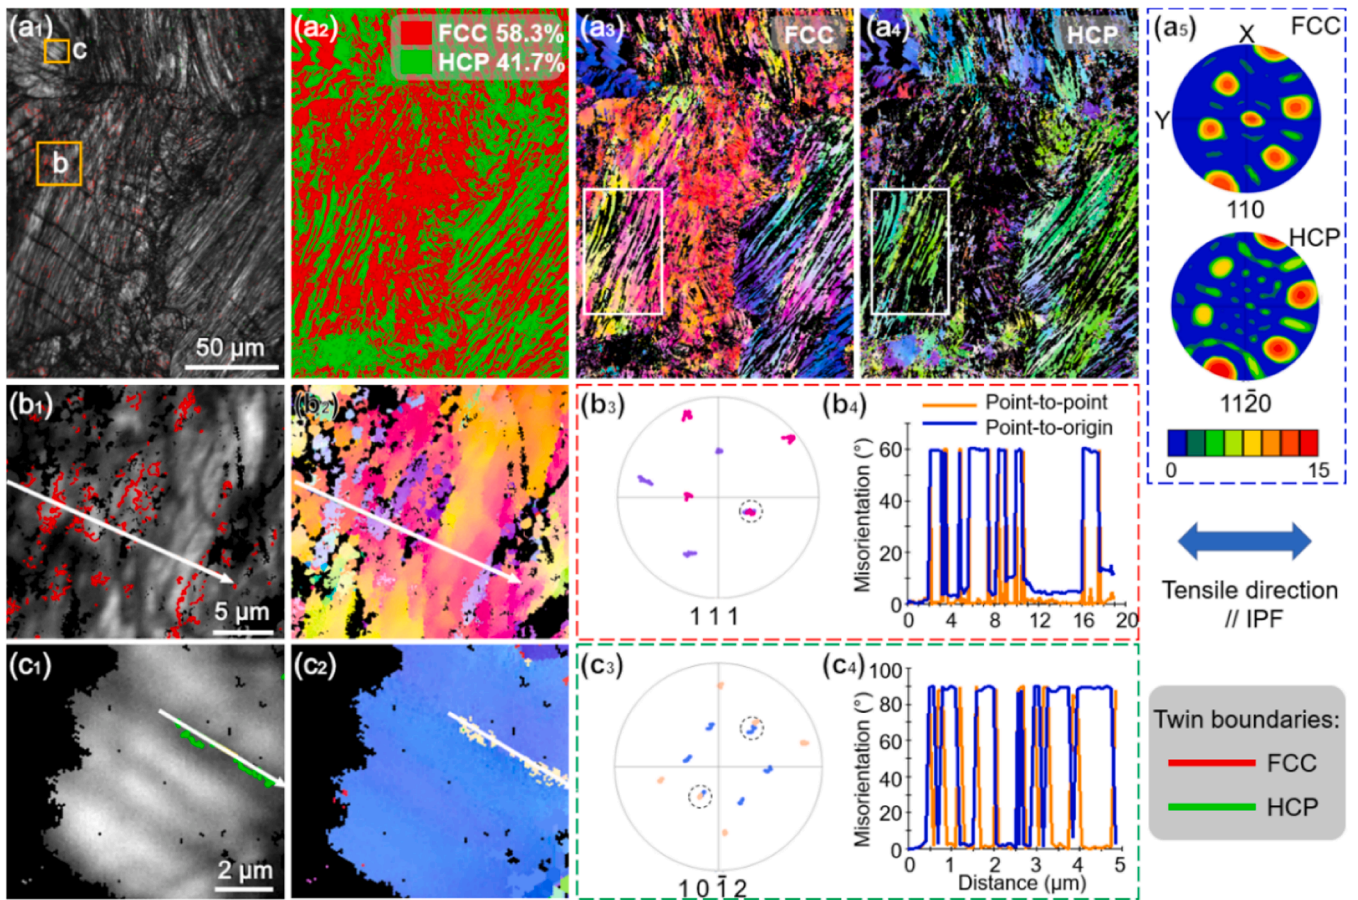 (a1)
C
b
50 μm
(a2)
FCC 58.3%
HCP 41.7%
(a3)
FCC
(a4)
HCP
(a5)
FCC
X
Y
110
HCP
112̄0
0 15
(b1)
5 μm
(b2)
(b3)
1 1 1
(b4)
Point-to-point
Point-to-origin
Misorientation (°)
60
40
20
0
0 4 8 12 16 20
Tensile direction
// IPF
(c1)
2 μm
(c2)
(c3)
1 0 1̄ 2
(c4)
Misorientation (°)
100
80
60
40
20
0
0 1 2 3 4 5
Distance (μm)
Twin boundaries:
FCC
HCP